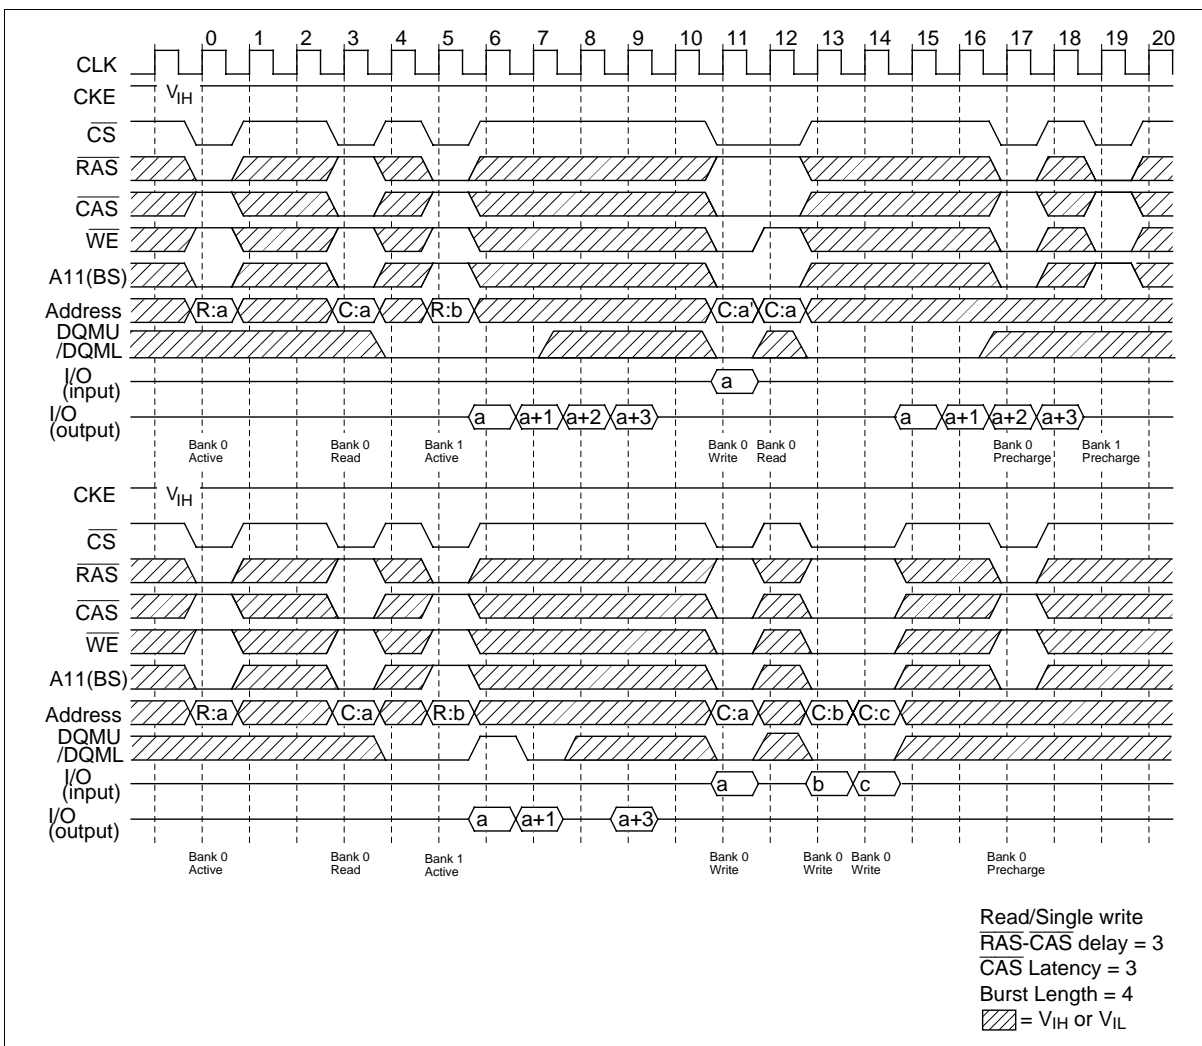 0 1 2 3 4 5 6 7 8 9 10 11 12 13 14 15 16 17 18 19 20
CLK
CKE VIH
CS
RAS
CAS
WE
A11(BS)
Address R:a C:a R:b C:a' C:a
DQMU
/DQML
I/O
(input) a
I/O
(output) a a+1 a+2 a+3 a a+1 a+2 a+3
Bank 0 Bank 0 Bank 1 Bank 0 Bank 0 Bank 0 Bank 1
Active Read Active Write Read Precharge Precharge
CKE VIH
CS
RAS
CAS
WE
A11(BS)
Address R:a C:a R:b C:a C:b C:c
DQMU
/DQML
I/O
(input) a b c
I/O
(output) a a+1 a+3
Bank 0 Bank 0 Bank 1 Bank 0 Bank 0 Bank 0 Bank 0
Active Read Active Write Write Write Precharge
Read/Single write
RAS-CAS delay = 3
CAS Latency = 3
Burst Length = 4
= VIH or VIL